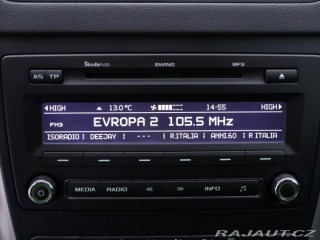 ŠkodaAuto SWING MP3
AS TP
HIGH 13.0°C 14:55 HIGH
FM3 EVROPA 2 105.5 MHz
ISORADIO DEEJAY --- R.ITALIA ANNI.60 R ITALIA
MEDIA RADIO INFO
RAJAUT.CZ